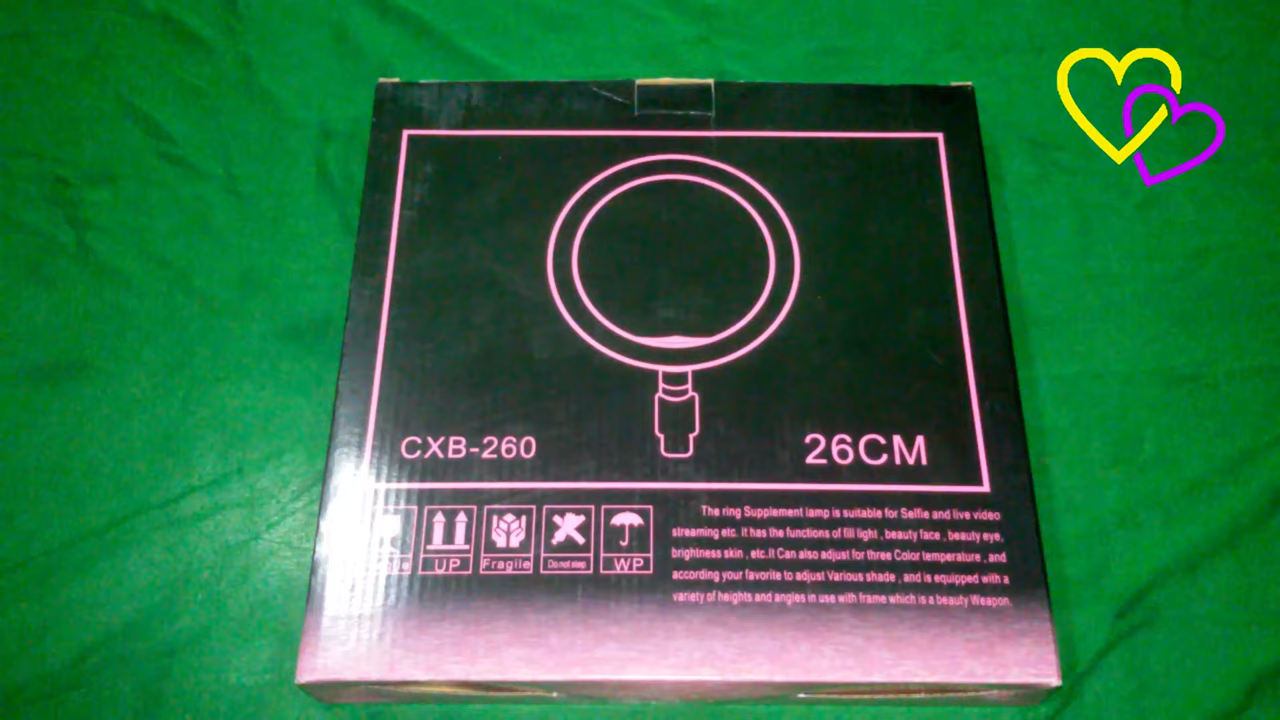 CXB-260
26CM
UP
Fragile
Do not step
WP
The ring Supplement lamp is suitable for Selfie and live video
streaming etc. It has the functions of fill light , beauty face , beauty eye,
brightness skin , etc.It Can also adjust for three Color temperature , and
according your favorite to adjust Various shade , and is equipped with a
variety of heights and angles in use with frame which is a beauty Weapon.